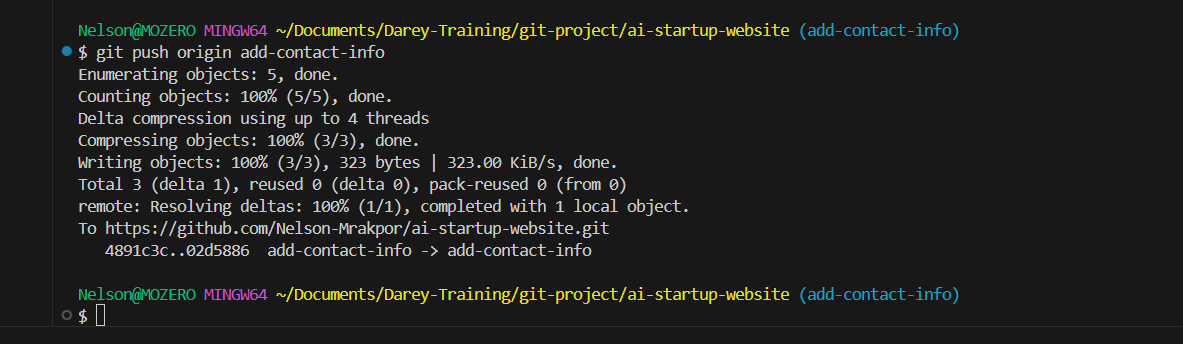 Nelson@MOZERO MINGW64 ~/Documents/Darey-Training/git-project/ai-startup-website (add-contact-info)
$ git push origin add-contact-info
Enumerating objects: 5, done.
Counting objects: 100% (5/5), done.
Delta compression using up to 4 threads
Compressing objects: 100% (3/3), done.
Writing objects: 100% (3/3), 323 bytes | 323.00 KiB/s, done.
Total 3 (delta 1), reused 0 (delta 0), pack-reused 0 (from 0)
remote: Resolving deltas: 100% (1/1), completed with 1 local object.
To https://github.com/Nelson-Mrakpor/ai-startup-website.git
   4891c3c..02d5886  add-contact-info -> add-contact-info
Nelson@MOZERO MINGW64 ~/Documents/Darey-Training/git-project/ai-startup-website (add-contact-info)
$